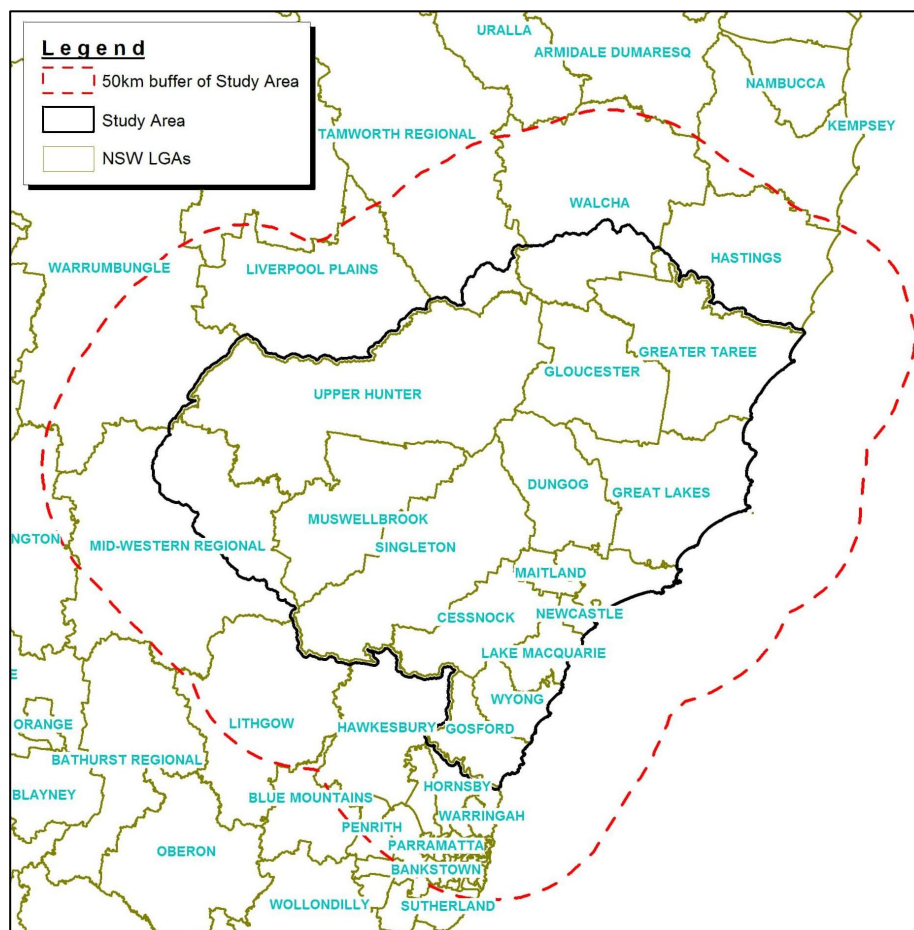 Legend
50km buffer of Study Area
Study Area
NSW LGAs
URALLA
ARMIDALE DUMARESQ
NAMBUCCA
KEMPSEY
TAMWORTH REGIONAL
WALCHA
HASTINGS
WARRUMBUNGLE
LIVERPOOL PLAINS
GREATER TAREE
GLOUCESTER
UPPER HUNTER
DUNGOG
GREAT LAKES
MUSWELLBROOK
SINGLETON
NGTON
MID-WESTERN REGIONAL
MAITLAND
CESSNOCK
NEWCASTLE
LAKE MACQUARIE
E
WYONG
ORANGE
LITHGOW
HAWKESBURY
GOSFORD
BATHURST REGIONAL
HORNSBY
BLAYNEY
BLUE MOUNTAINS
WARRINGAH
PENRITH
PARRAMATTA
OBERON
BANKSTOWN
WOLLONDILLY
SUTHERLAND